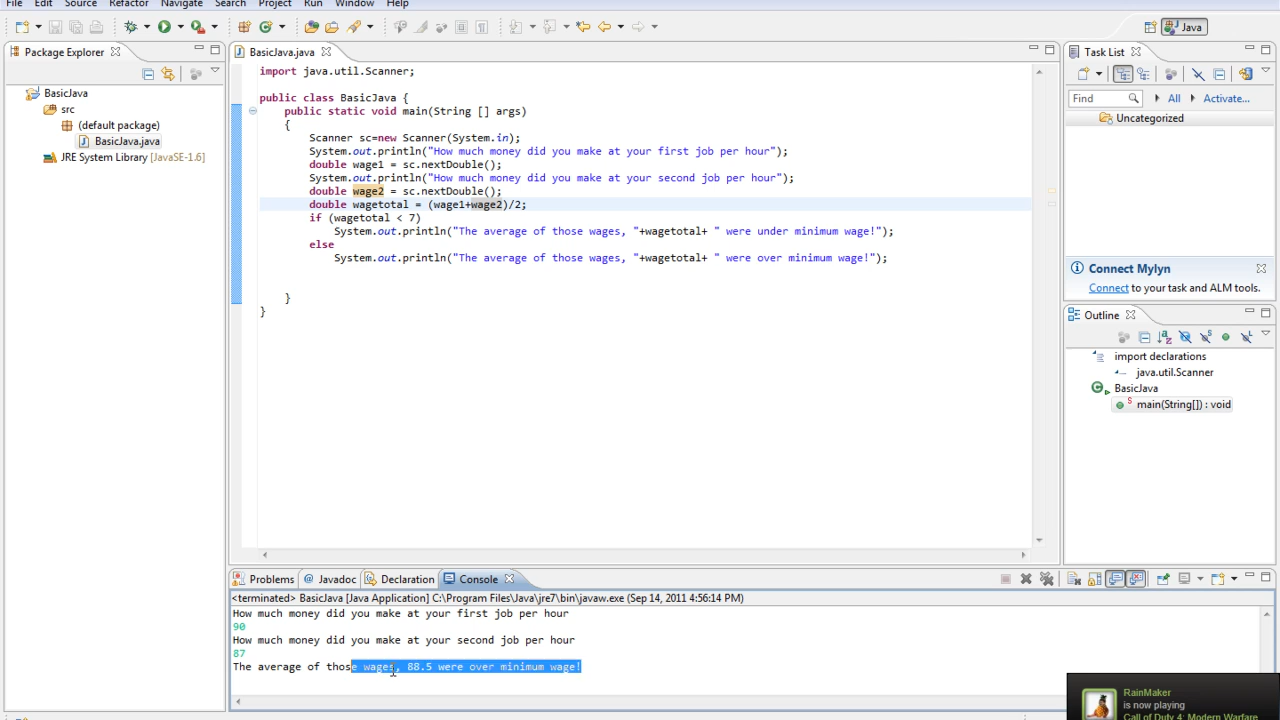 File Edit Source Refactor Navigate Search Project Run Window Help
Java
Package Explorer
BasicJava
src
(default package)
BasicJava.java
JRE System Library [JavaSE-1.6]
BasicJava.java
import java.util.Scanner;
public class BasicJava {
public static void main(String [] args)
{
Scanner sc=new Scanner(System.in);
System.out.println("How much money did you make at your first job per hour");
double wage1 = sc.nextDouble();
System.out.println("How much money did you make at your second job per hour");
double wage2 = sc.nextDouble();
double wagetotal = (wage1+wage2)/2;
if (wagetotal < 7)
System.out.println("The average of those wages, "+wagetotal+ " were under minimum wage!");
else
System.out.println("The average of those wages, "+wagetotal+ " were over minimum wage!");
}
}
Task List
Find All Activate...
Uncategorized
Connect Mylyn
Connect to your task and ALM tools.
Outline
import declarations
java.util.Scanner
BasicJava
main(String[]) : void
Problems Javadoc Declaration Console
<terminated> BasicJava [Java Application] C:\Program Files\Java\jre7\bin\javaw.exe (Sep 14, 2011 4:56:14 PM)
How much money did you make at your first job per hour
90
How much money did you make at your second job per hour
87
The average of those wages, 88.5 were over minimum wage!
RainMaker
is now playing
Call of Duty 4: Modern Warfare